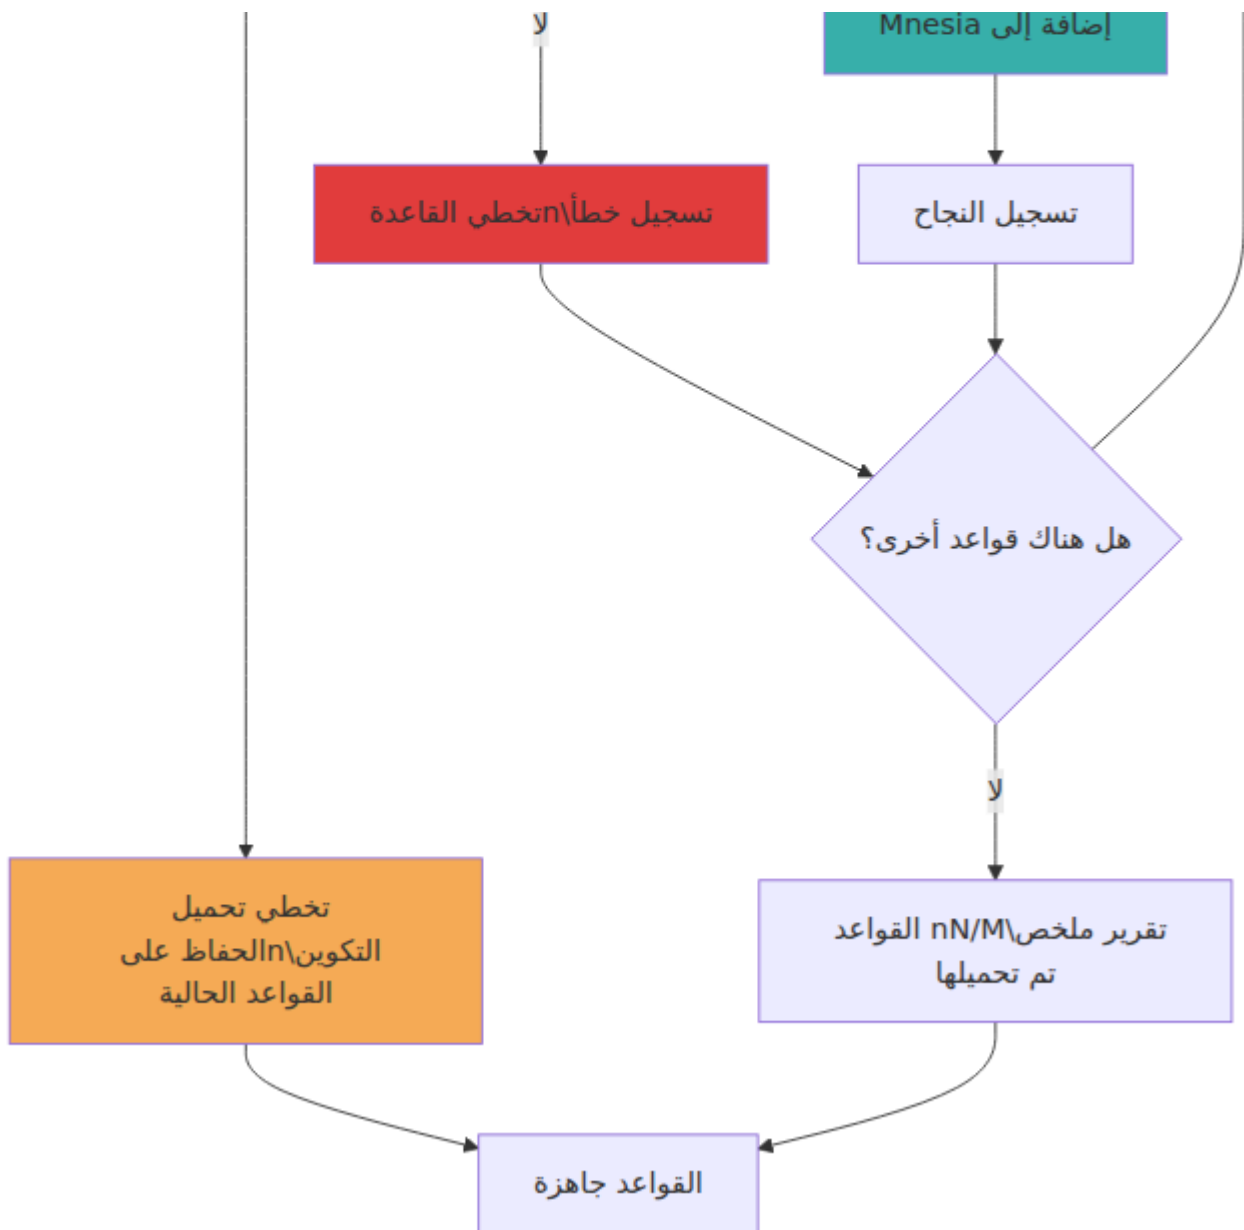 لا
إضافة إلى Mnesia
تسجيل خطأ\nتخطي القاعدة
تسجيل النجاح
هل هناك قواعد أخرى؟
لا
تخطي تحميل
التكوين\nالحفاظ على
القواعد الحالية
تقرير ملخص\nN/M القواعد
تم تحميلها
القواعد جاهزة